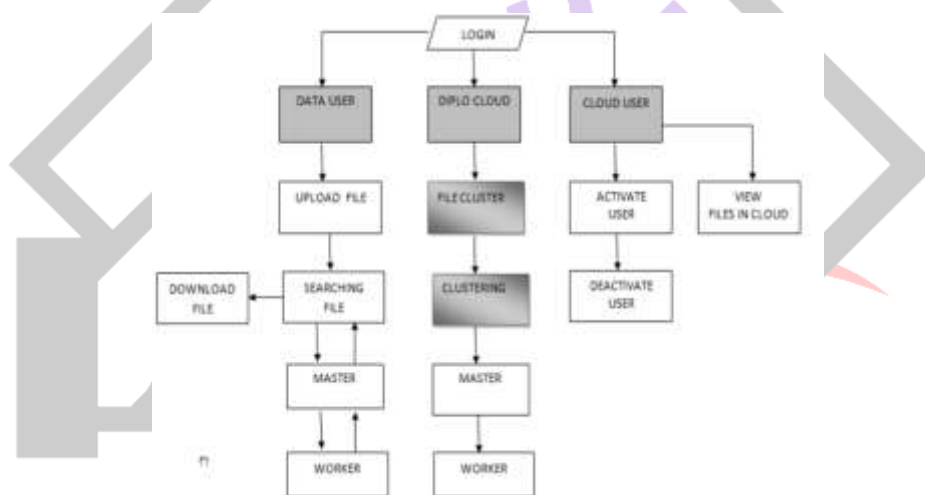 LOGIN
DATA USER
DIPLO CLOUD
CLOUD USER
UPLOAD FILE
FILE CLUSTER
ACTIVATE
USER
VIEW
FILES IN CLOUD
DOWNLOAD
FILE
SEARCHING
FILE
CLUSTERING
DEACTIVATE
USER
MASTER
MASTER
WORKER
WORKER